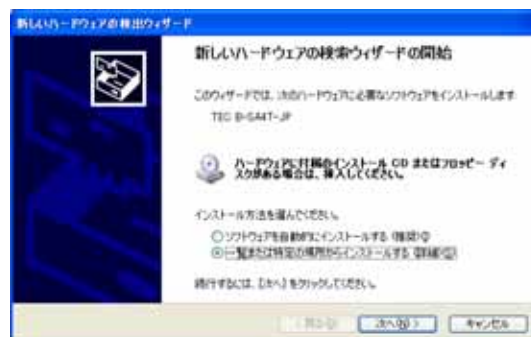 新しいハードウェアの検出ウィザード
新しいハードウェアの検索ウィザードの開始
このウィザードでは、次のハードウェアに必要なソフトウェアをインストールします:
TEC B-SA4T-JP
ハードウェアに付属のインストール CD またはフロッピー ディ
スクがある場合は、挿入してください。
インストール方法を選んでください。
ソフトウェアを自動的にインストールする (推奨)(I)
一覧または特定の場所からインストールする (詳細)(S)
続行するには、[次へ] をクリックしてください。
< 戻る(B)
次へ(N) >
キャンセル